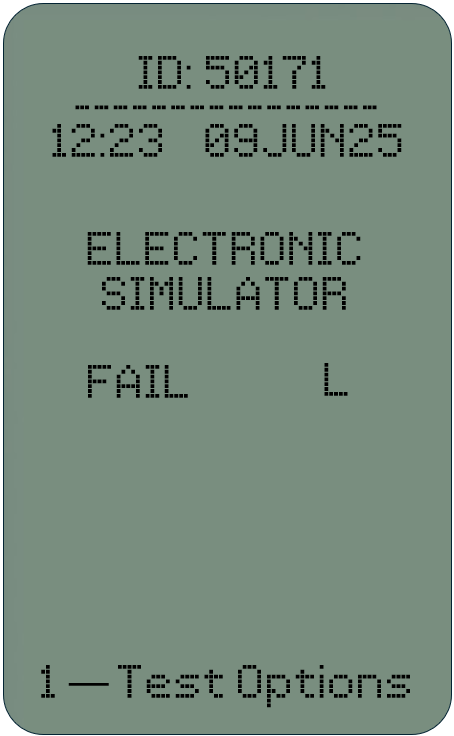 ID: 50171
----------------
12:23 09JUN25
ELECTRONIC
SIMULATOR
FAIL L
1 — Test Options